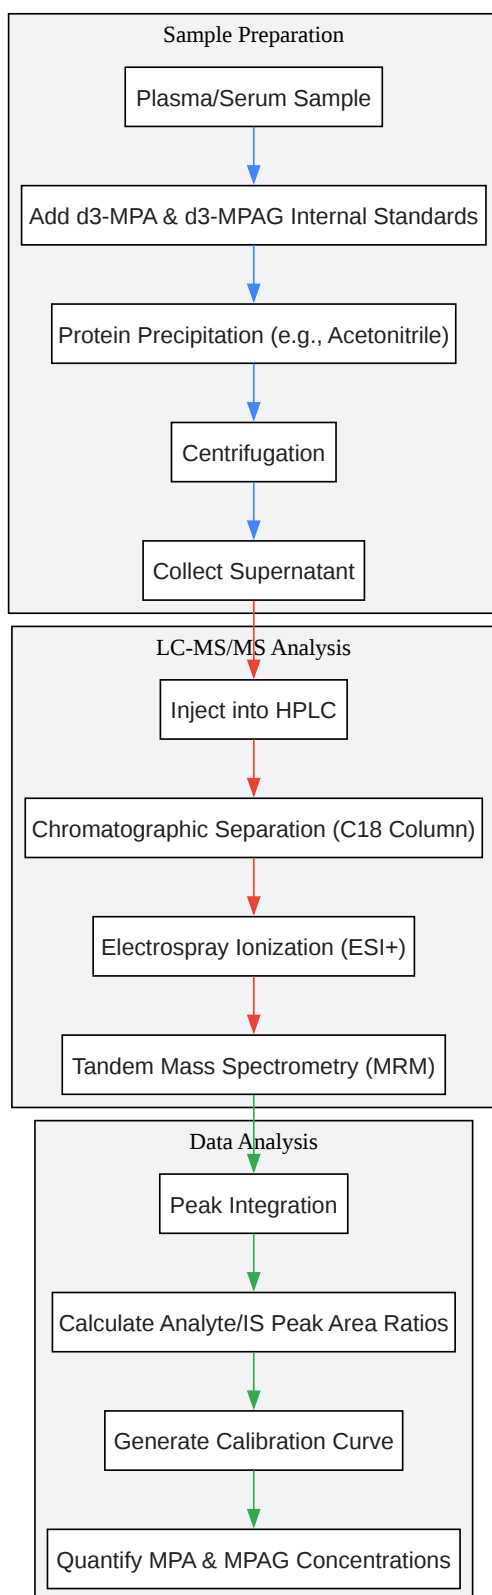 Sample Preparation
Plasma/Serum Sample
Add d3-MPA & d3-MPAG Internal Standards
Protein Precipitation (e.g., Acetonitrile)
Centrifugation
Collect Supernatant
LC-MS/MS Analysis
Inject into HPLC
Chromatographic Separation (C18 Column)
Electrospray Ionization (ESI+)
Tandem Mass Spectrometry (MRM)
Data Analysis
Peak Integration
Calculate Analyte/IS Peak Area Ratios
Generate Calibration Curve
Quantify MPA & MPAG Concentrations